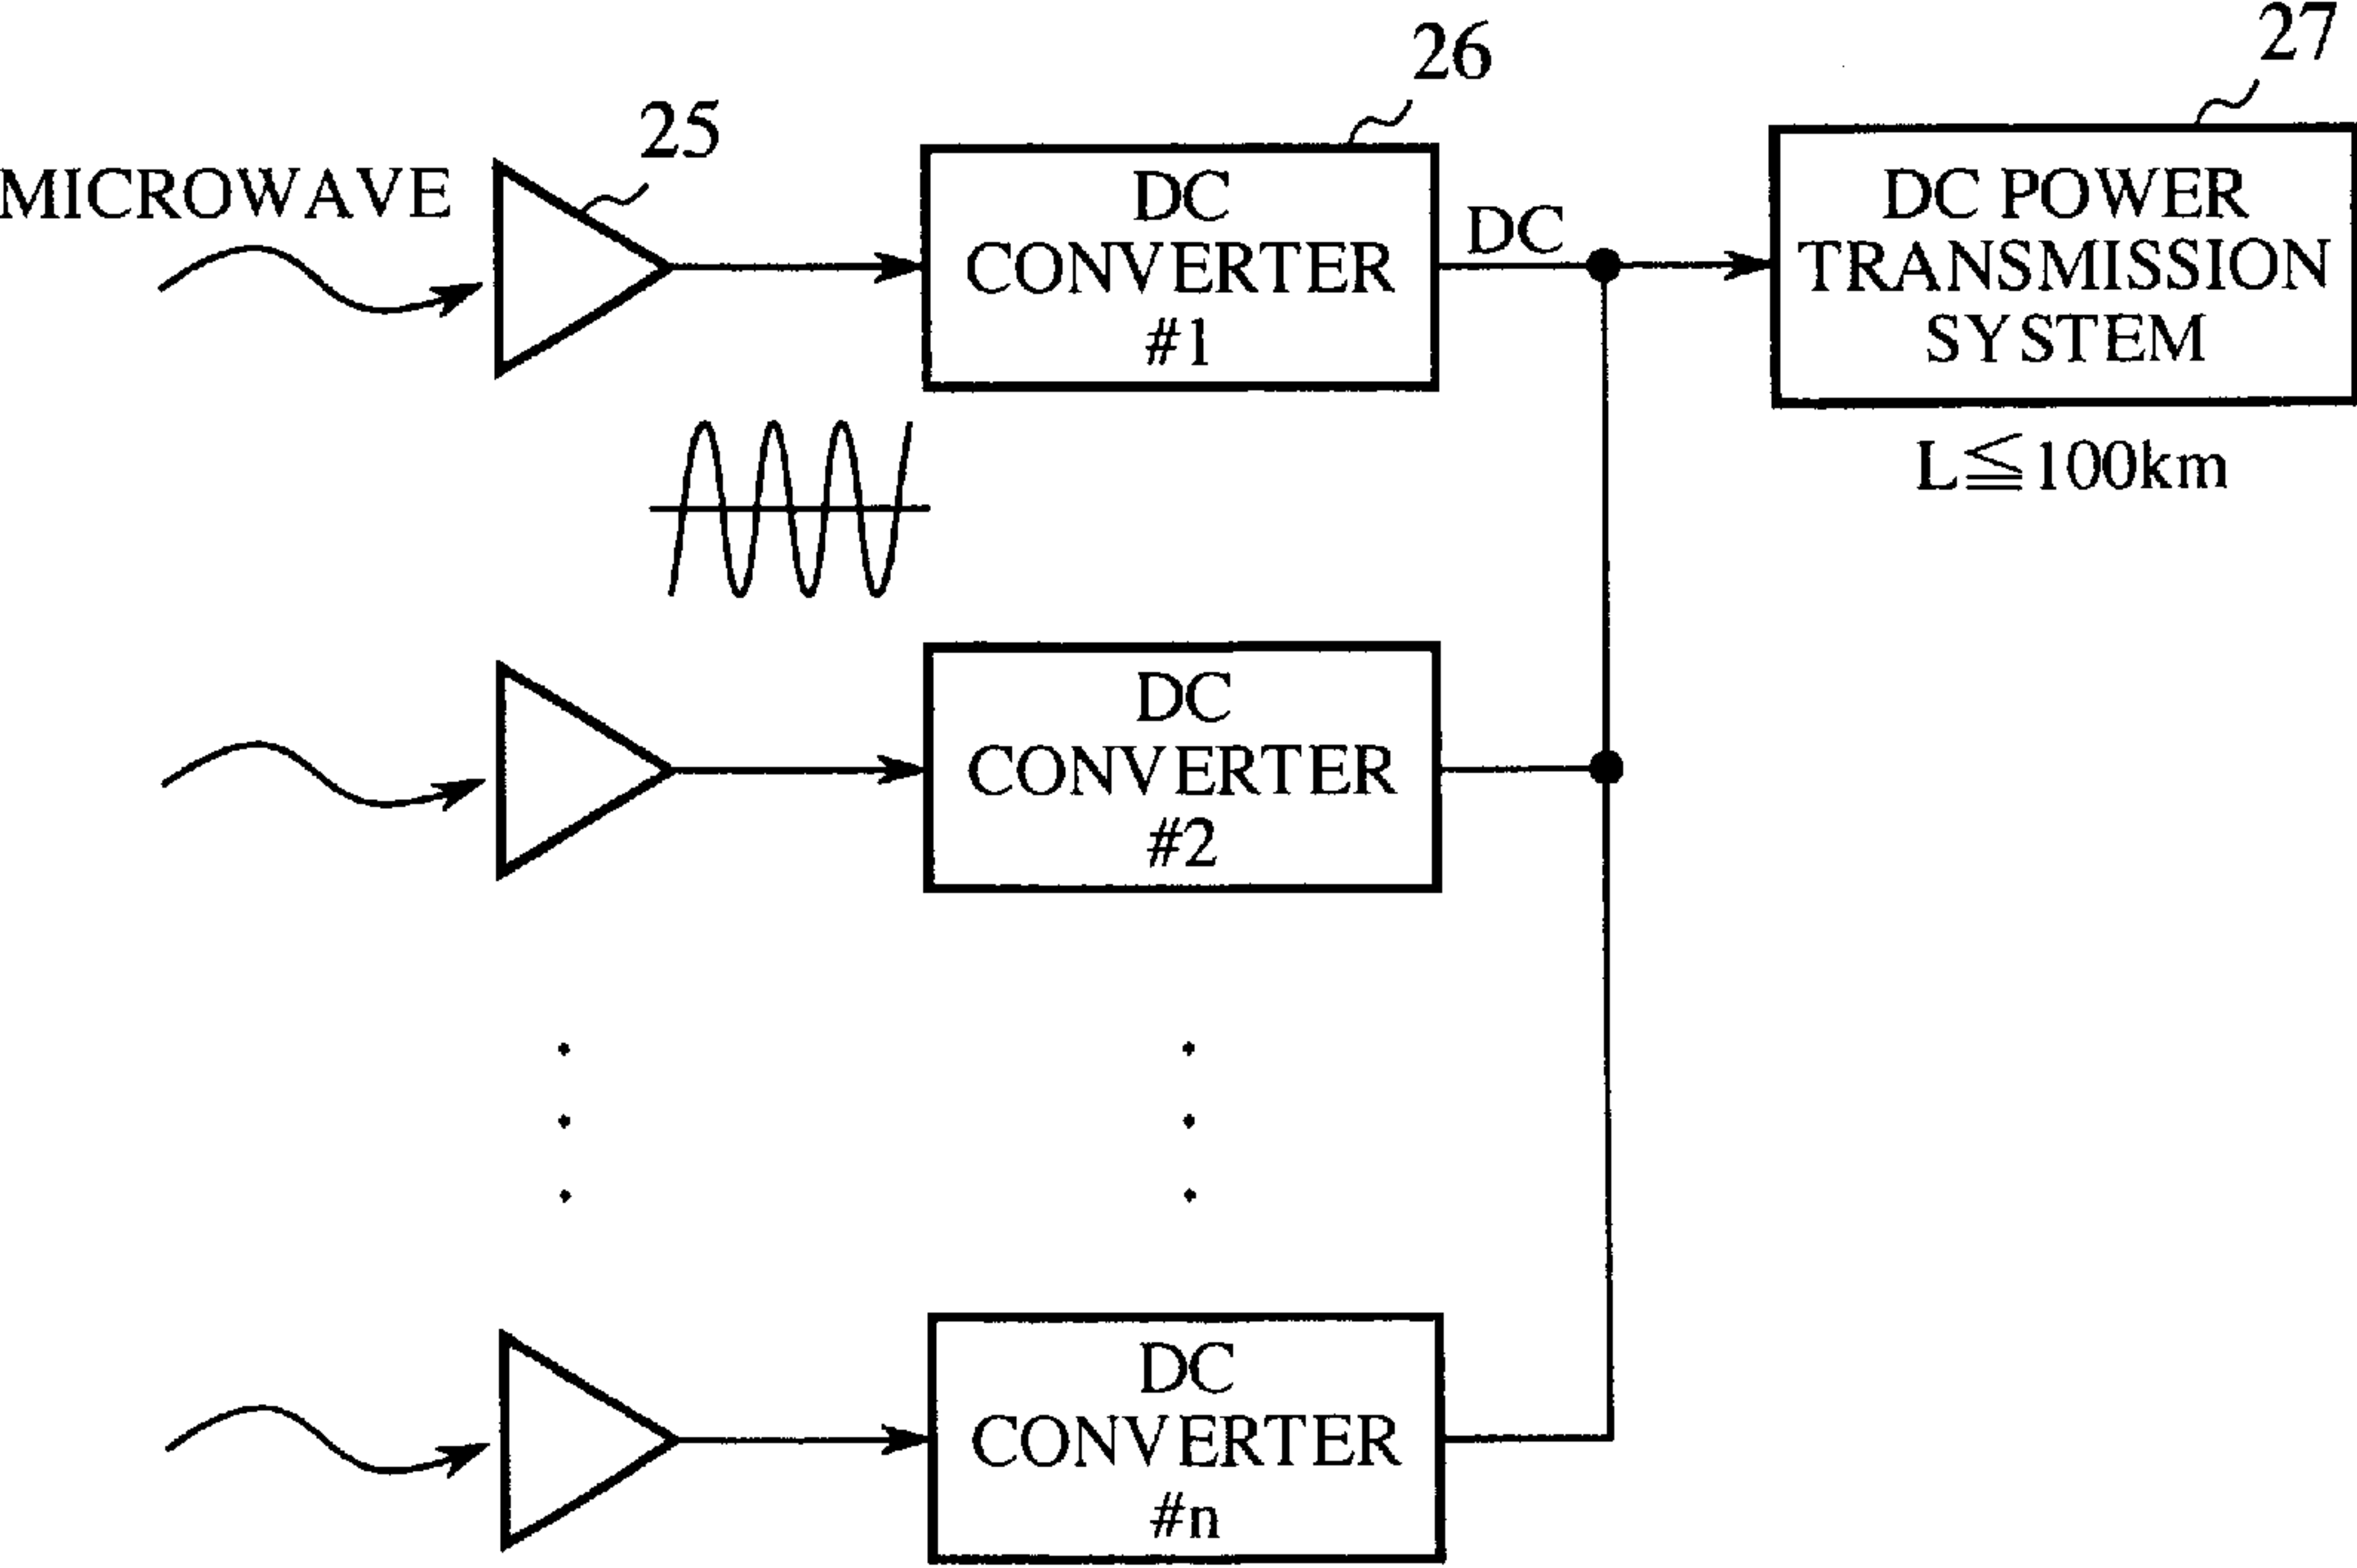 27
26
25
MICROWAVE
DC
CONVERTER
#1
DC
DC POWER
TRANSMISSION
SYSTEM
L≦100km
DC
CONVERTER
#2
DC
CONVERTER
#n